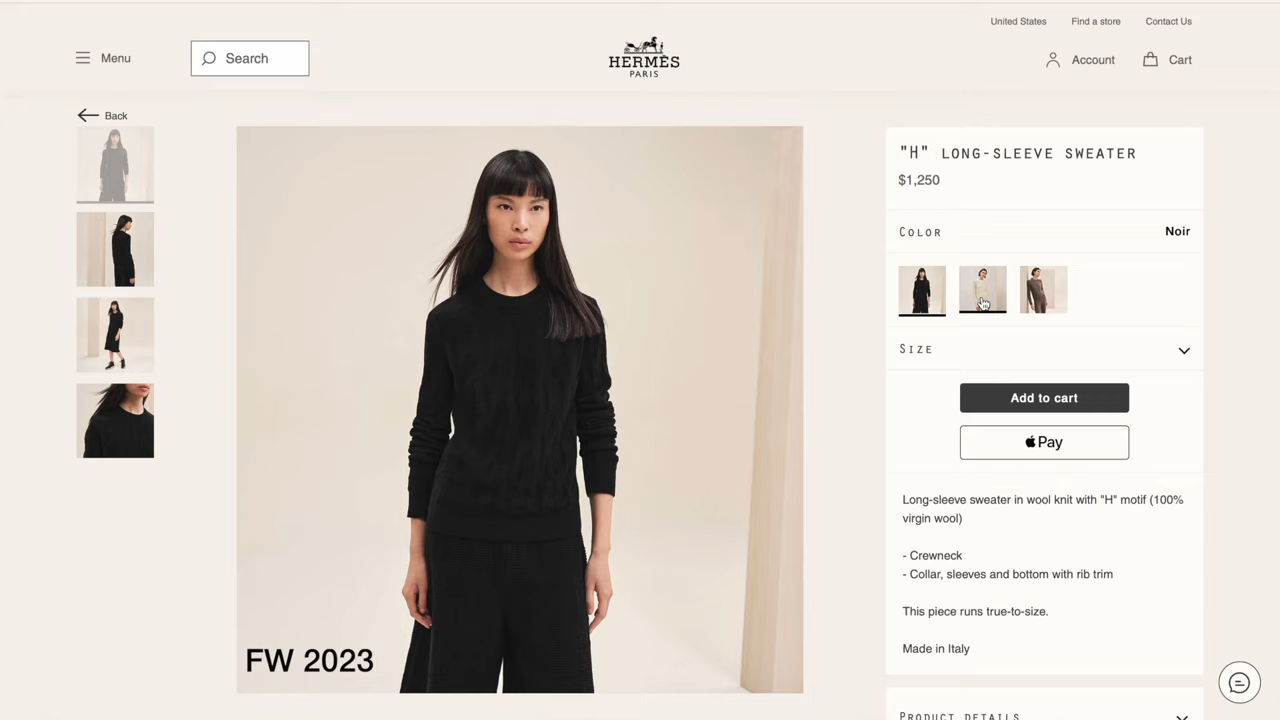 United States
Find a store
Contact Us
Menu
Search
HERMÈS
PARIS
Account
Cart
Back
"H" LONG-SLEEVE SWEATER
$1,250
COLOR
Noir
SIZE
Add to cart
Pay
Long-sleeve sweater in wool knit with "H" motif (100%
virgin wool)
- Crewneck
- Collar, sleeves and bottom with rib trim
This piece runs true-to-size.
Made in Italy
FW 2023
PRODUCT DETAILS